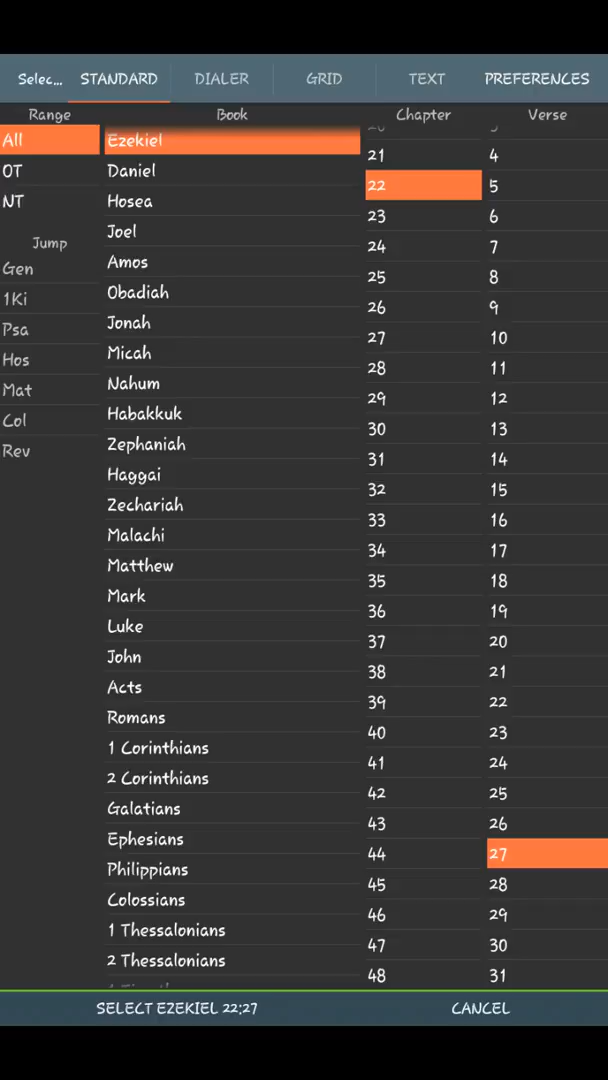 Selec... STANDARD DIALER GRID TEXT PREFERENCES
Range Book Chapter Verse
All
OT
NT
Jump
Gen
1Ki
Psa
Hos
Mat
Col
Rev
Ezekiel
Daniel
Hosea
Joel
Amos
Obadiah
Jonah
Micah
Nahum
Habakkuk
Zephaniah
Haggai
Zechariah
Malachi
Matthew
Mark
Luke
John
Acts
Romans
1 Corinthians
2 Corinthians
Galatians
Ephesians
Philippians
Colossians
1 Thessalonians
2 Thessalonians
21
22
23
24
25
26
27
28
29
30
31
32
33
34
35
36
37
38
39
40
41
42
43
44
45
46
47
48
4
5
6
7
8
9
10
11
12
13
14
15
16
17
18
19
20
21
22
23
24
25
26
27
28
29
30
31
SELECT EZEKIEL 22:27 CANCEL